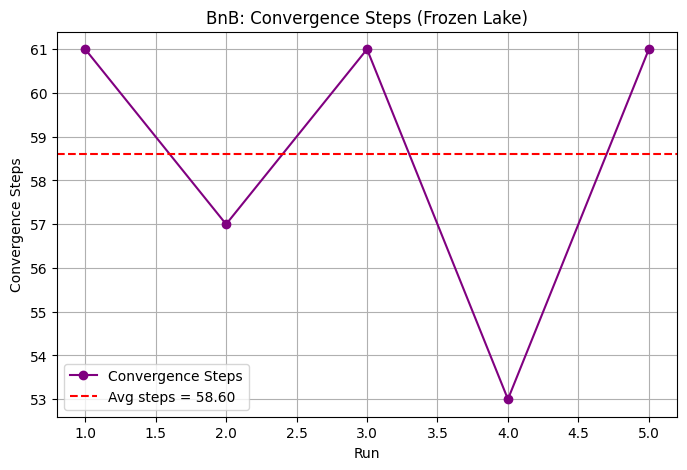 BnB: Convergence Steps (Frozen Lake)
Convergence Steps
61
60
59
58
57
56
55
54
53
Convergence Steps
Avg steps = 58.60
1.0 1.5 2.0 2.5 3.0 3.5 4.0 4.5 5.0
Run